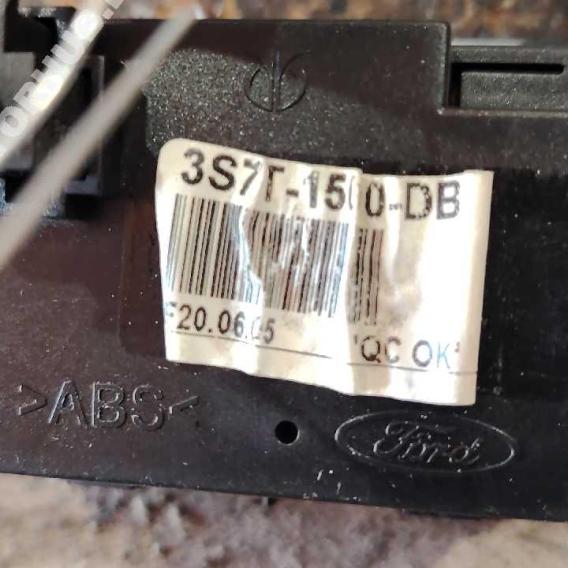 3S7T-15(0-DB
F20.06.05
'QC OK'
>ABS<
Ford